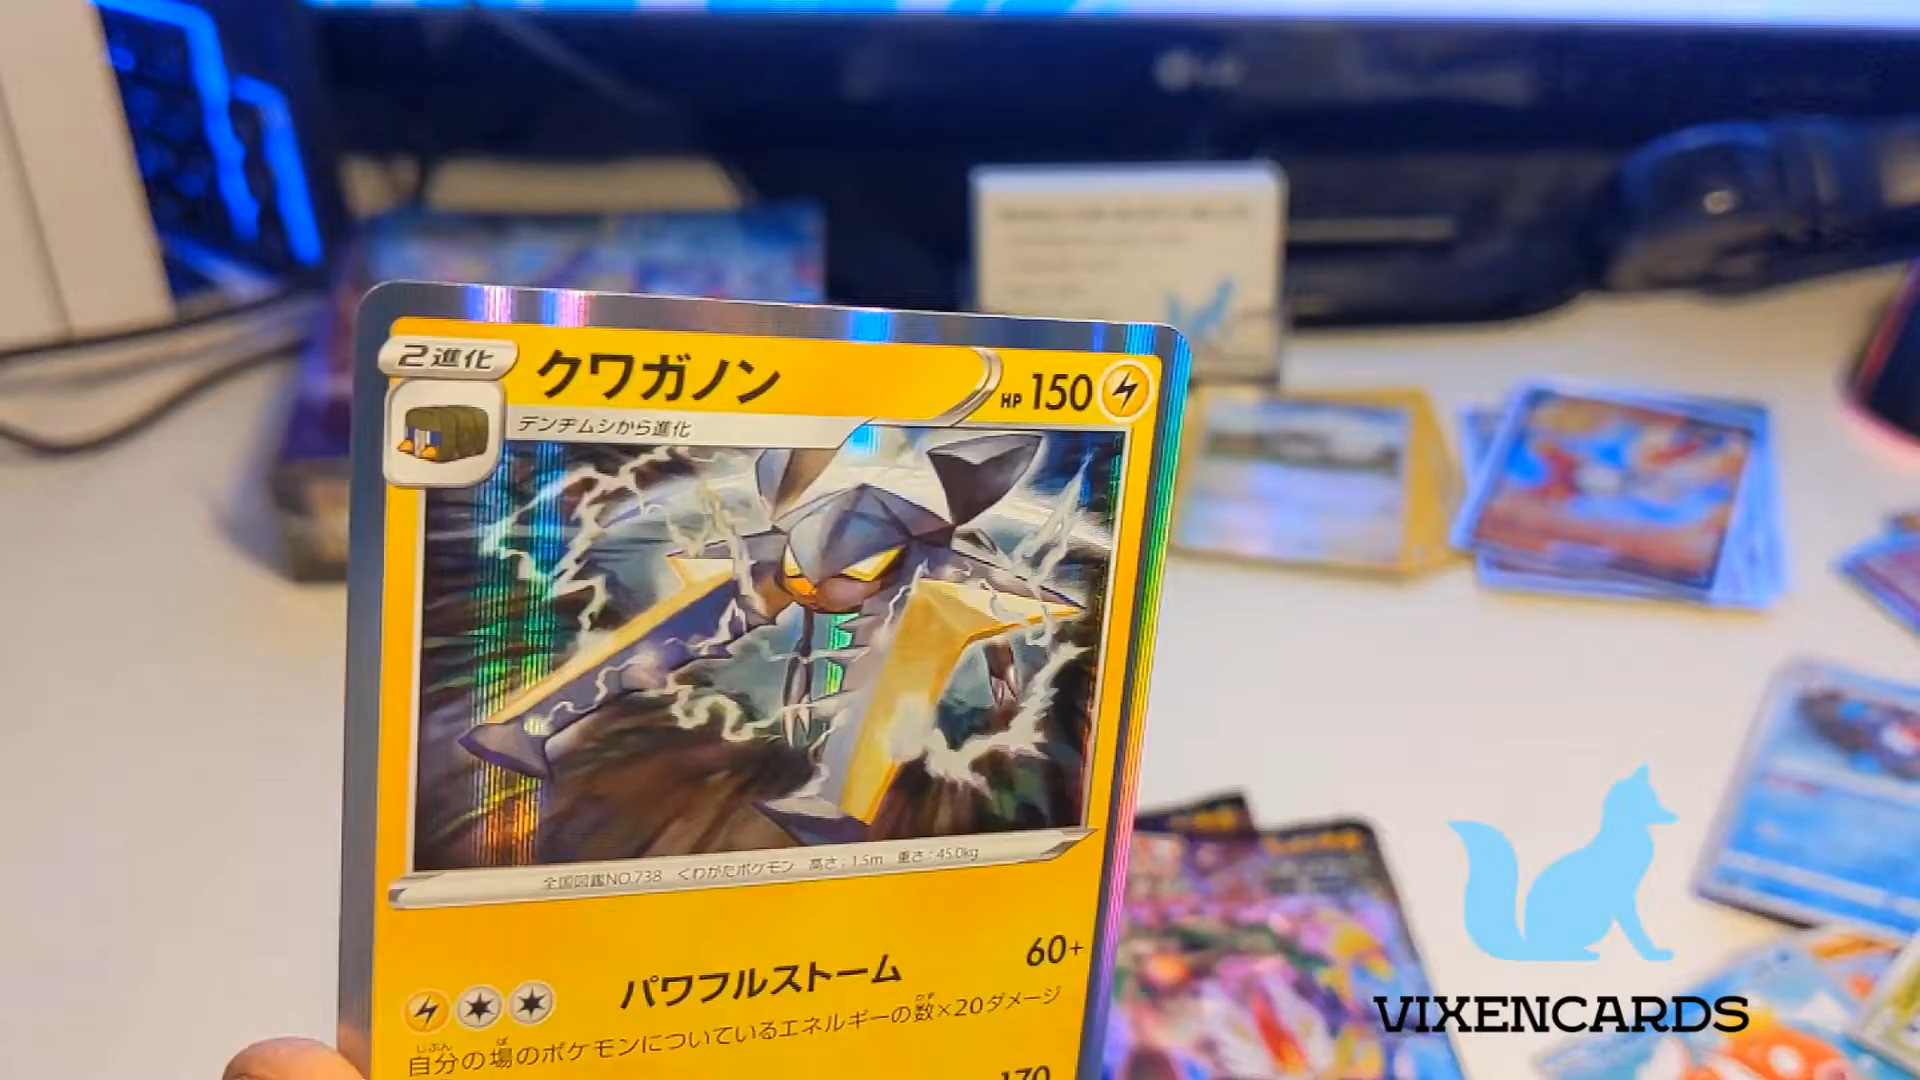 2進化
クワガノン
HP 150
デンヂムシから進化
全国図鑑NO.738 くわがたポケモン 高さ:1.5m 重さ:45.0kg
パワフルストーム 60+
自分の場のポケモンについているエネルギーの数×20ダメージ
170
LG
VIXENCARDS